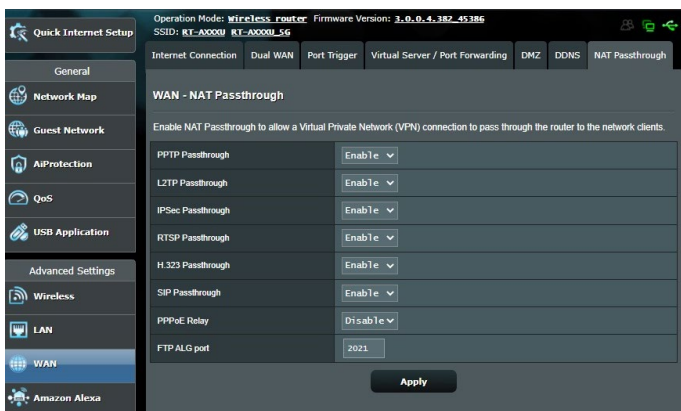 Quick Internet Setup
General
Network Map
Guest Network
AiProtection
QoS
USB Application
Advanced Settings
Wireless
LAN
WAN
Amazon Alexa
Operation Mode: Wireless router Firmware Version: 3.0.0.4.382_45386
SSID: RT-AXXXU RT-AXXXU_5G
Internet Connection Dual WAN Port Trigger Virtual Server / Port Forwarding DMZ DDNS NAT Passthrough
WAN - NAT Passthrough
Enable NAT Passthrough to allow a Virtual Private Network (VPN) connection to pass through the router to the network clients.
PPTP Passthrough Enable
L2TP Passthrough Enable
IPSec Passthrough Enable
RTSP Passthrough Enable
H.323 Passthrough Enable
SIP Passthrough Enable
PPPoE Relay Disable
FTP ALG port 2021
Apply